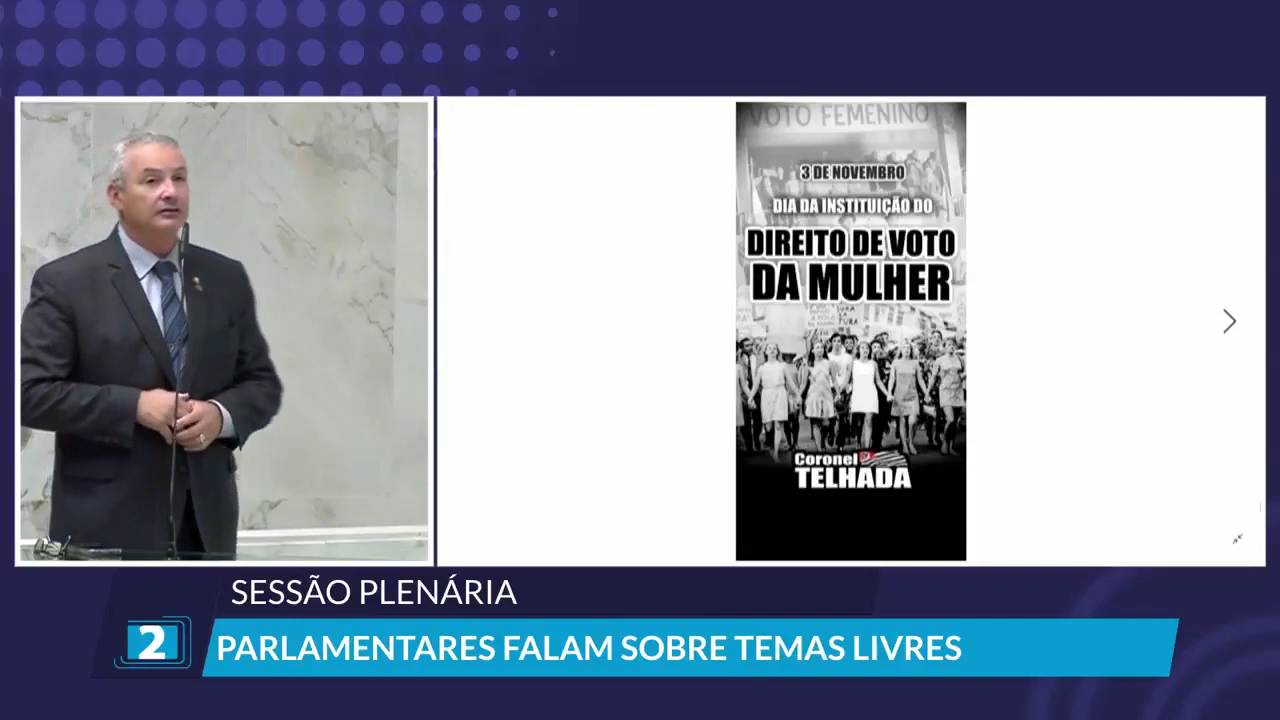 VOTO FEMENINO
3 DE NOVEMBRO
DIA DA INSTITUIÇÃO DO
DIREITO DE VOTO
DA MULHER
Coronel
TELHADA
SESSÃO PLENÁRIA
2
PARLAMENTARES FALAM SOBRE TEMAS LIVRES